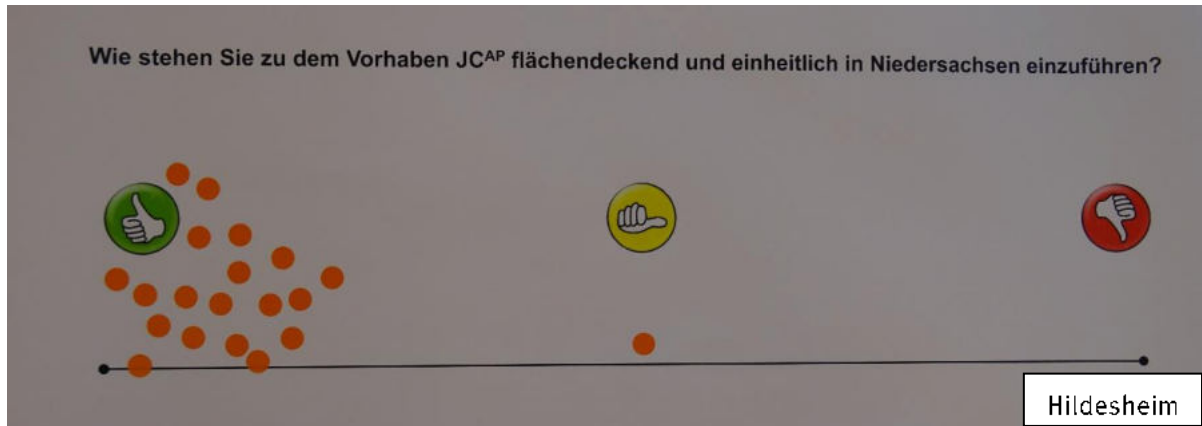 Wie stehen Sie zu dem Vorhaben JCᴬᴾ flächendeckend und einheitlich in Niedersachsen einzuführen?
Hildesheim